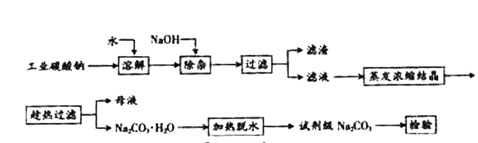 水 NaOH 滤渣
工业碳酸钠 溶解 除杂 过滤 滤液 蒸发浓缩结晶
趁热过滤 母液
Na₂CO₃·H₂O 加热脱水 试剂级 Na₂CO₃ 检验